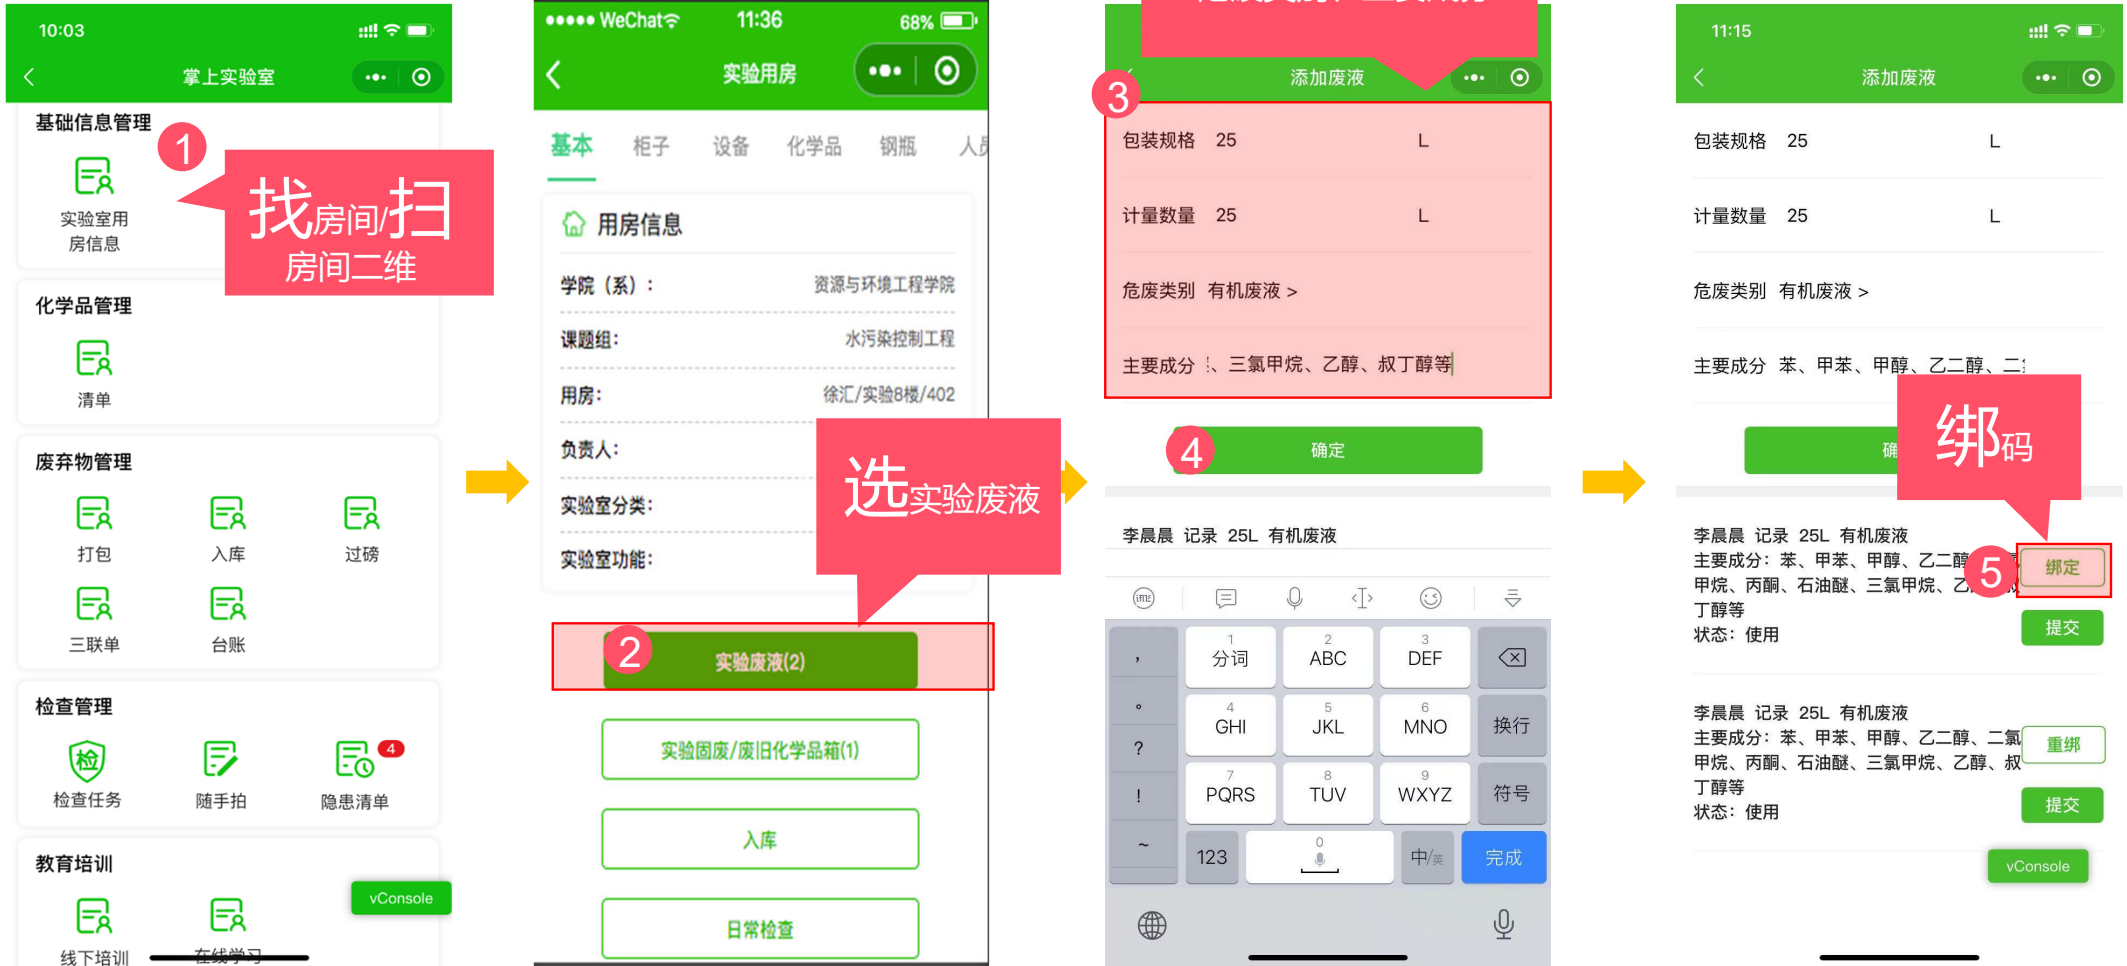 10:03
掌上实验室
基础信息管理
1
实验室用
房信息
找房间/扫
房间二维
化学品管理
清单
废弃物管理
打包
入库
过磅
三联单
台账
检查管理
检
4
检查任务
随手拍
隐患清单
教育培训
vConsole
线下培训
在线学习
WeChat
11:36
68%
实验用房
基本
柜子
设备
化学品
钢瓶
人员
用房信息
学院（系）：
资源与环境工程学院
课题组：
水污染控制工程
用房：
徐汇/实验8楼/402
负责人：
实验室分类：
实验室功能：
选实验废液
2
实验废液(2)
实验固废/废旧化学品箱(1)
入库
日常检查
添加废液
3
包装规格 25 L
计量数量 25 L
危废类别 有机废液 >
主要成分 、三氯甲烷、乙醇、叔丁醇等
4
确定
李晨晨 记录 25L 有机废液
，
1
分词
2
ABC
3
DEF
。
4
GHI
5
JKL
6
MNO
换行
?
!
7
PQRS
8
TUV
9
WXYZ
符号
~
123
0
中/英
完成
11:15
添加废液
包装规格 25 L
计量数量 25 L
危废类别 有机废液 >
主要成分 苯、甲苯、甲醇、乙二醇、二
确
绑码
李晨晨 记录 25L 有机废液
主要成分：苯、甲苯、甲醇、乙二醇
甲烷、丙酮、石油醚、三氯甲烷、乙
丁醇等
状态：使用
5
绑定
提交
李晨晨 记录 25L 有机废液
主要成分：苯、甲苯、甲醇、乙二醇、二氯
甲烷、丙酮、石油醚、三氯甲烷、乙醇、叔
丁醇等
状态：使用
重绑
提交
vConsole